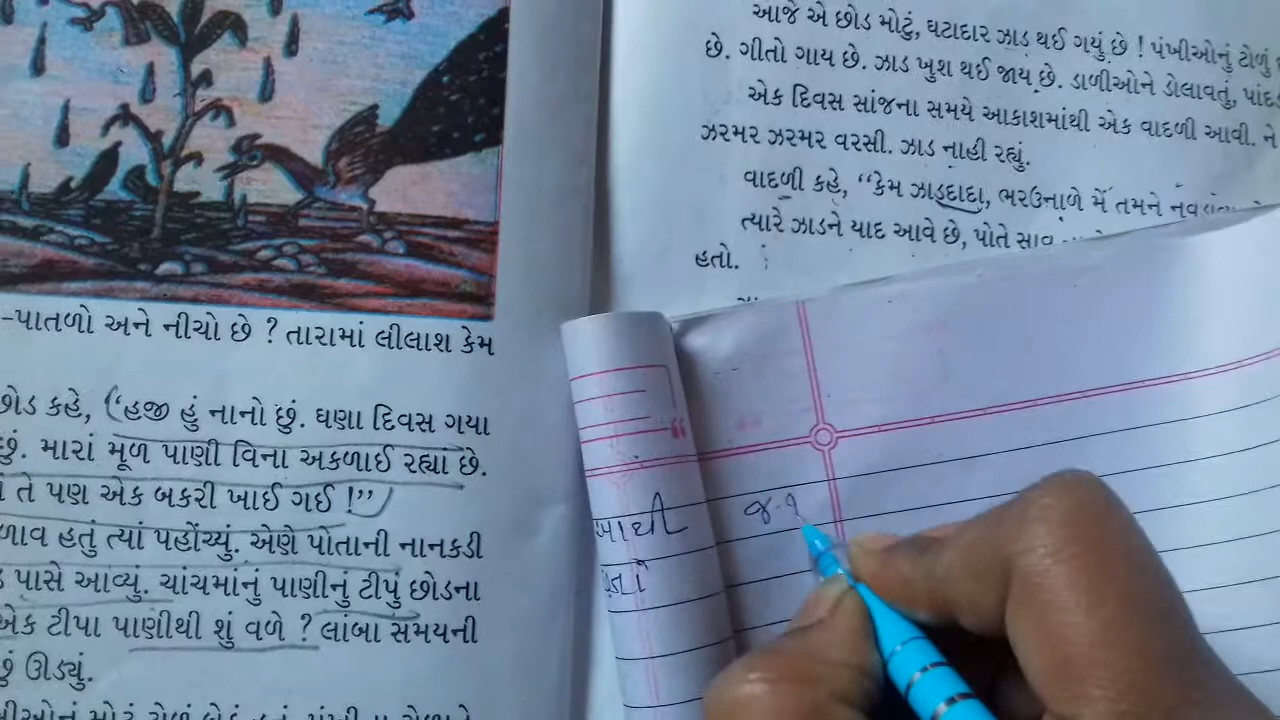 -પાતળો અને નીચો છે ? તારામાં લીલાશ કેમ
છોડ કહે, “હજી હું નાનો છું. ઘણા દિવસ ગયા
છું. મારાં મૂળ પાણી વિના અકળાઈ રહ્યાં છે.
તે પણ એક બકરી ખાઈ ગઈ !”
હતું ત્યાં પહોંચ્યું. એણે પોતાની નાનકડી
પાસે આવ્યું. ચાંચમાંનું પાણીનું ટીપું છોડના
એક ટીપા પાણીથી શું વળે ? લાંબા સમયની
ઊડ્યું.
આજે એ છોડ મોટું, ઘટાદાર ઝાડ થઈ ગયું છે ! પંખીઓનું ટોળું
છે. ગીતો ગાય છે. ઝાડ ખુશ થઈ જાય છે. ડાળીઓને ડોલાવતું,
એક દિવસ સાંજના સમયે આકાશમાંથી એક વાદળી આવી. ને
ઝરમર ઝરમર વરસી. ઝાડ નાહી રહ્યું.
વાદળી કહે, “કેમ ઝાડદાદા, ભરઉનાળે મેં તમને
ત્યારે ઝાડને યાદ આવે છે, પોતે સાવ
હતો.
જ.૧